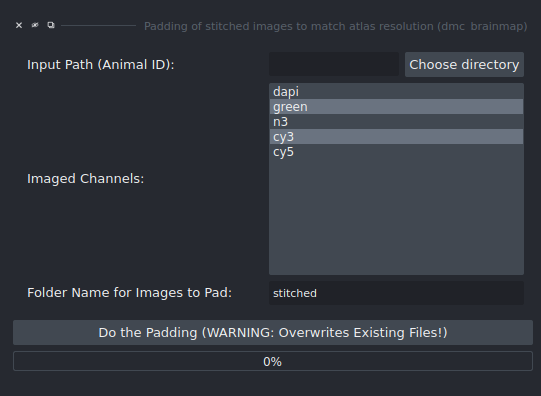 Padding of stitched images to match atlas resolution (dmc_brainmap)
Input Path (Animal ID):
Choose directory
dapi
green
n3
cy3
cy5
Imaged Channels:
Folder Name for Images to Pad:
stitched
Do the Padding (WARNING: Overwrites Existing Files!)
0%